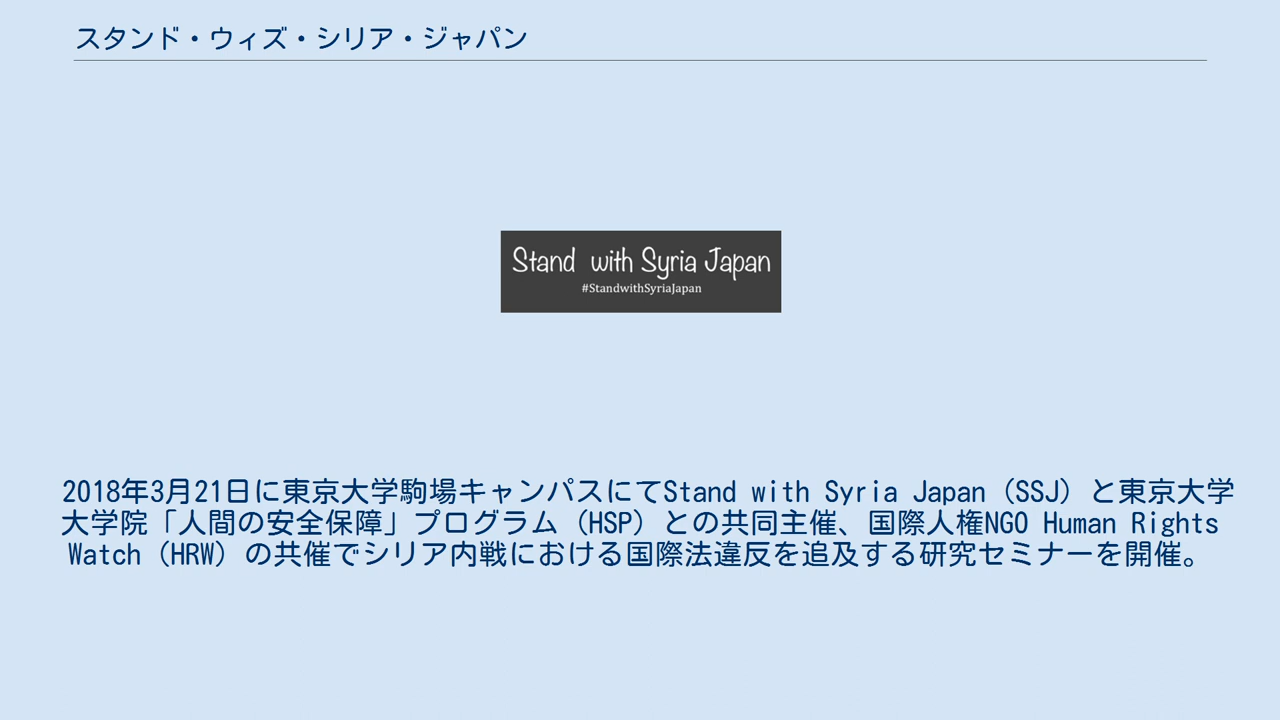 スタンド・ウィズ・シリア・ジャパン
Stand with Syria Japan
#StandwithSyriaJapan
2018年3月21日に東京大学駒場キャンパスにてStand with Syria Japan（SSJ）と東京大学
大学院「人間の安全保障」プログラム（HSP）との共同主催、国際人権NGO Human Rights
Watch（HRW）の共催でシリア内戦における国際法違反を追及する研究セミナーを開催。